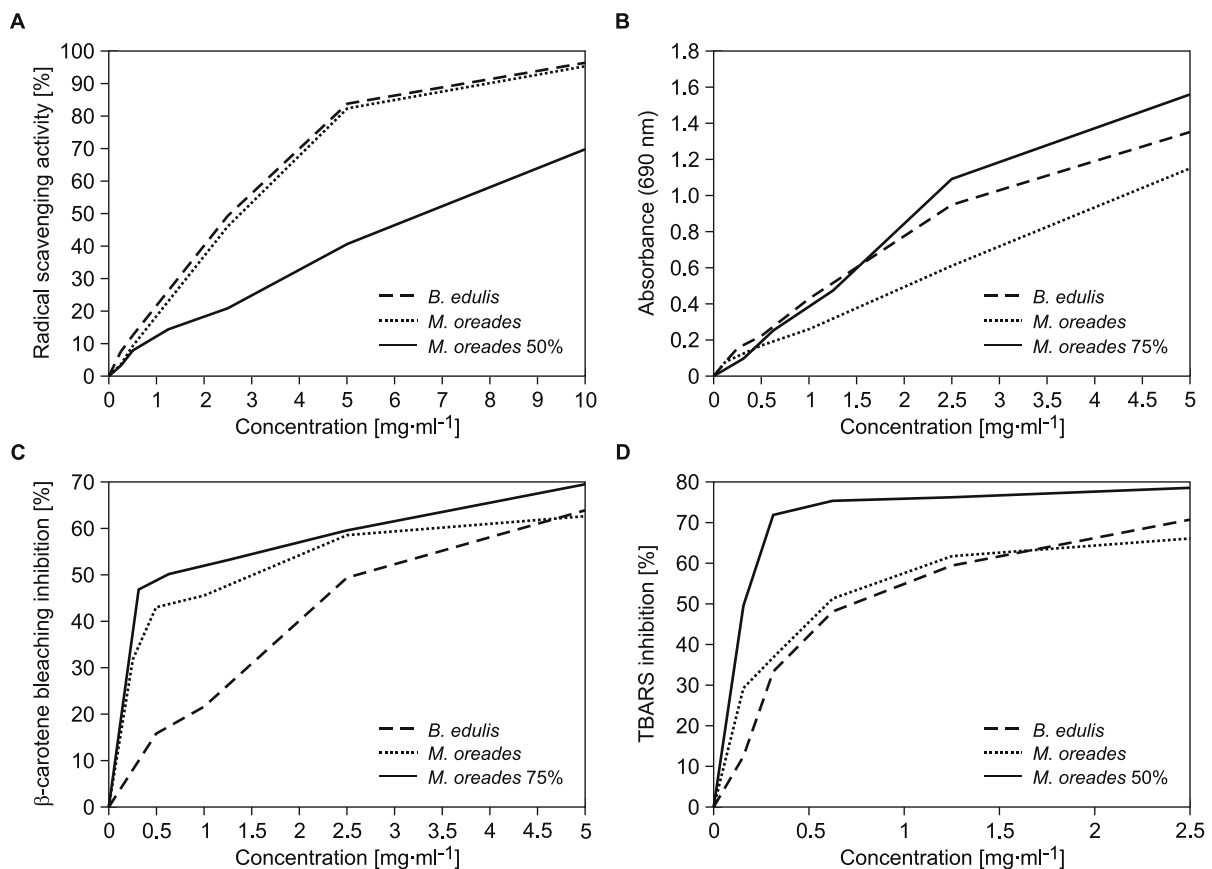 A
Radical scavenging activity [%]
100
90
80
70
60
50
40
30
20
10
0
0 1 2 3 4 5 6 7 8 9 10
Concentration [mg·ml⁻¹]
B. edulis
M. oreades
M. oreades 50%
B
Absorbance (690 nm)
1.8
1.6
1.4
1.2
1.0
0.8
0.6
0.4
0.2
0
0 0.5 1 1.5 2 2.5 3 3.5 4 4.5 5
Concentration [mg·ml⁻¹]
B. edulis
M. oreades
M. oreades 75%
C
β-carotene bleaching inhibition [%]
70
60
50
40
30
20
10
0
0 0.5 1 1.5 2 2.5 3 3.5 4 4.5 5
Concentration [mg·ml⁻¹]
B. edulis
M. oreades
M. oreades 75%
D
TBARS inhibition [%]
80
70
60
50
40
30
20
10
0
0 0.5 1 1.5 2 2.5
Concentration [mg·ml⁻¹]
B. edulis
M. oreades
M. oreades 50%